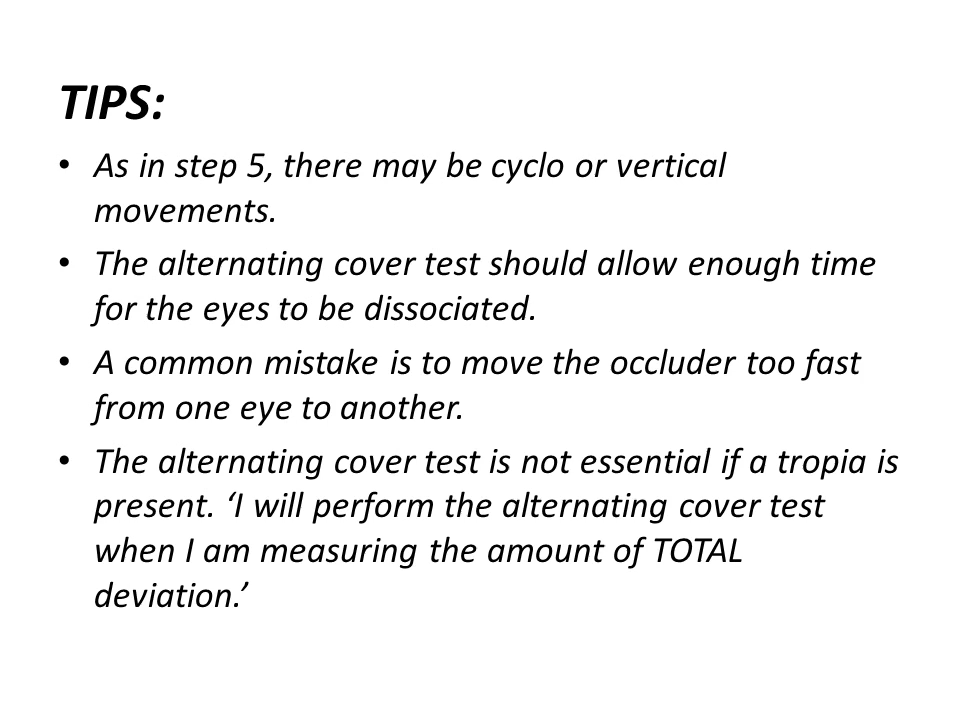 TIPS:
• As in step 5, there may be cyclo or vertical
movements.
• The alternating cover test should allow enough time
for the eyes to be dissociated.
• A common mistake is to move the occluder too fast
from one eye to another.
• The alternating cover test is not essential if a tropia is
present. ‘I will perform the alternating cover test
when I am measuring the amount of TOTAL
deviation.’